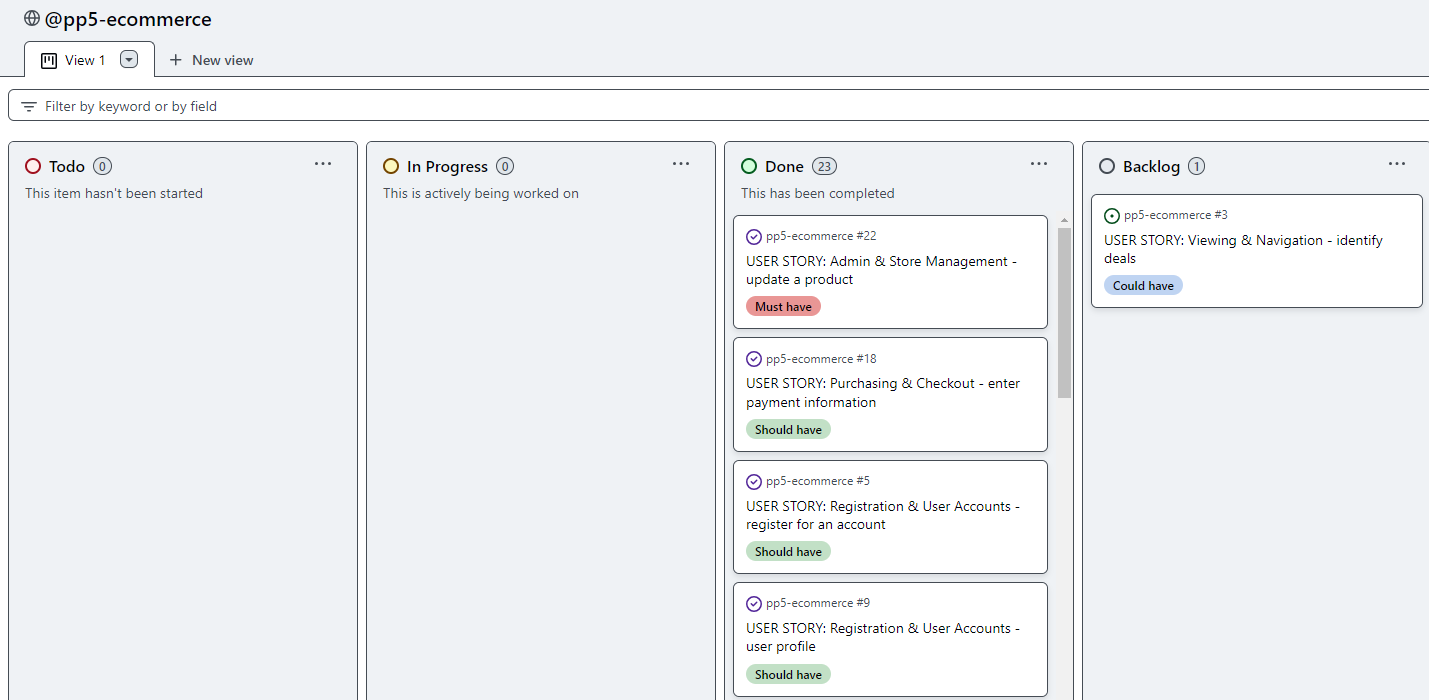 @pp5-ecommerce
View 1
New view
Filter by keyword or by field
Todo 0
This item hasn't been started
In Progress 0
This is actively being worked on
Done 23
This has been completed
pp5-ecommerce #22
USER STORY: Admin & Store Management -
update a product
Must have
pp5-ecommerce #18
USER STORY: Purchasing & Checkout - enter
payment information
Should have
pp5-ecommerce #5
USER STORY: Registration & User Accounts -
register for an account
Should have
pp5-ecommerce #9
USER STORY: Registration & User Accounts -
user profile
Should have
Backlog 1
pp5-ecommerce #3
USER STORY: Viewing & Navigation - identify
deals
Could have